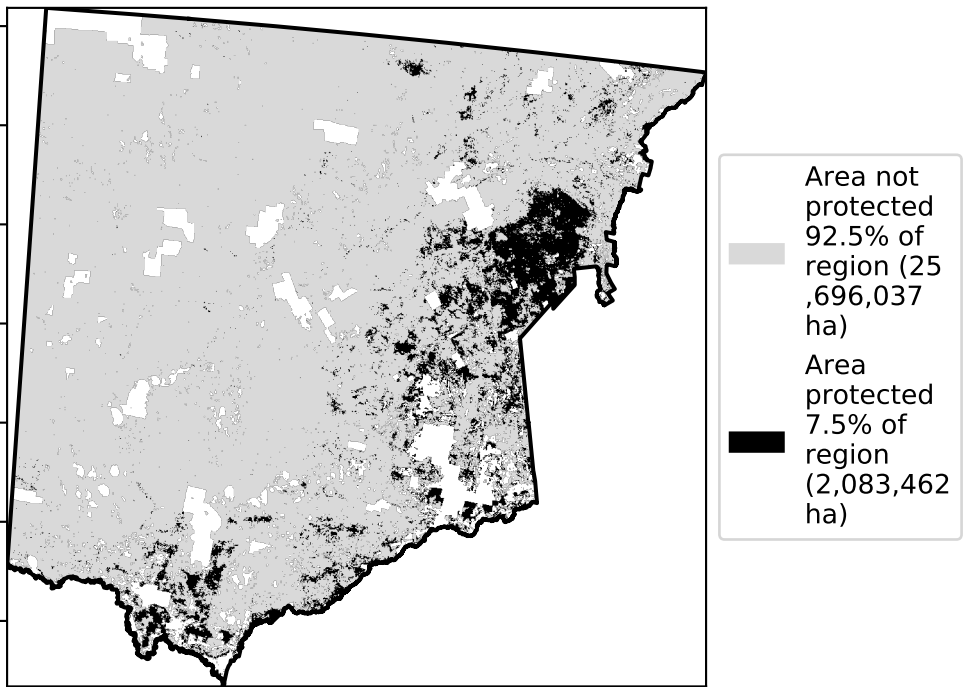 Area not
protected
92.5% of
region (25
,696,037
ha)
Area
protected
7.5% of
region
(2,083,462
ha)